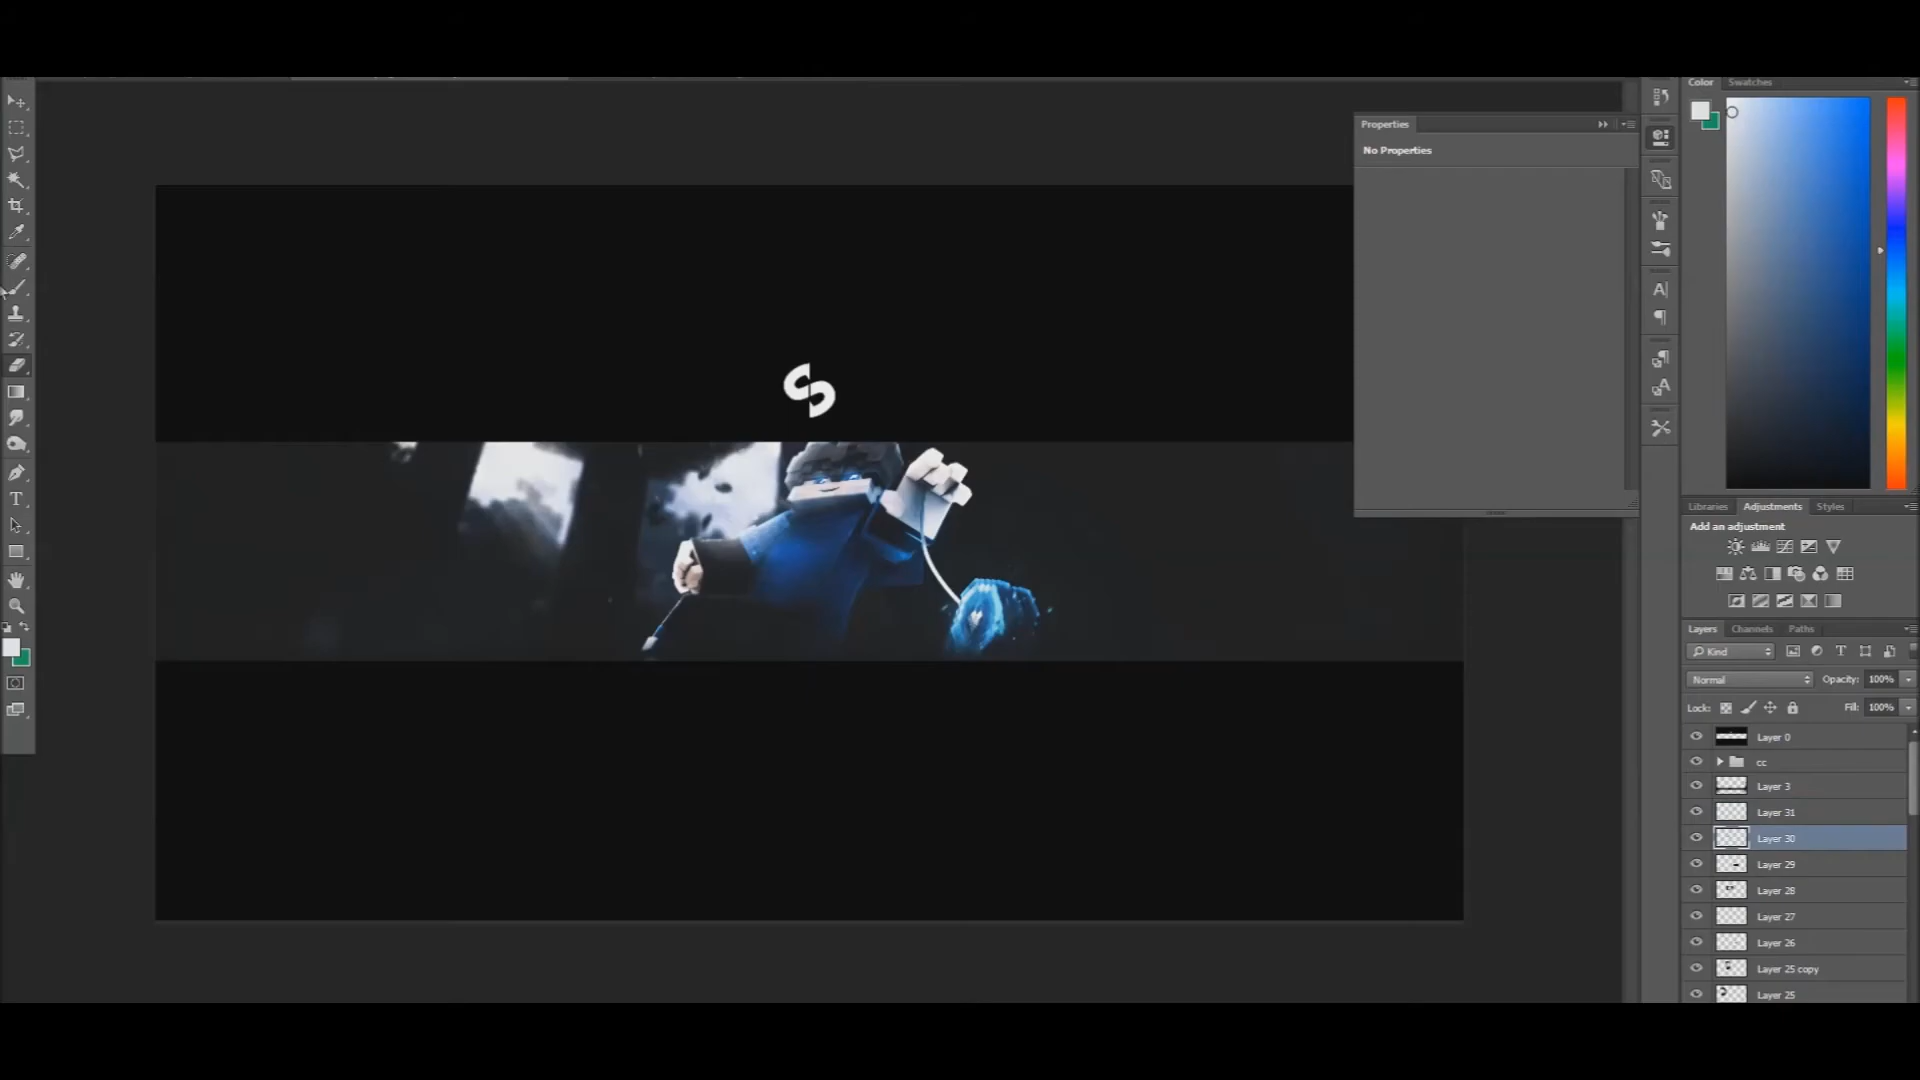 Color
Swatches
Properties
No Properties
S
Libraries
Adjustments
Styles
Add an adjustment
Layers
Channels
Paths
Kind
Normal
Opacity: 100%
Lock:
Fill: 100%
Layer 0
cc
Layer 3
Layer 31
Layer 30
Layer 29
Layer 28
Layer 27
Layer 26
Layer 25 copy
Layer 25